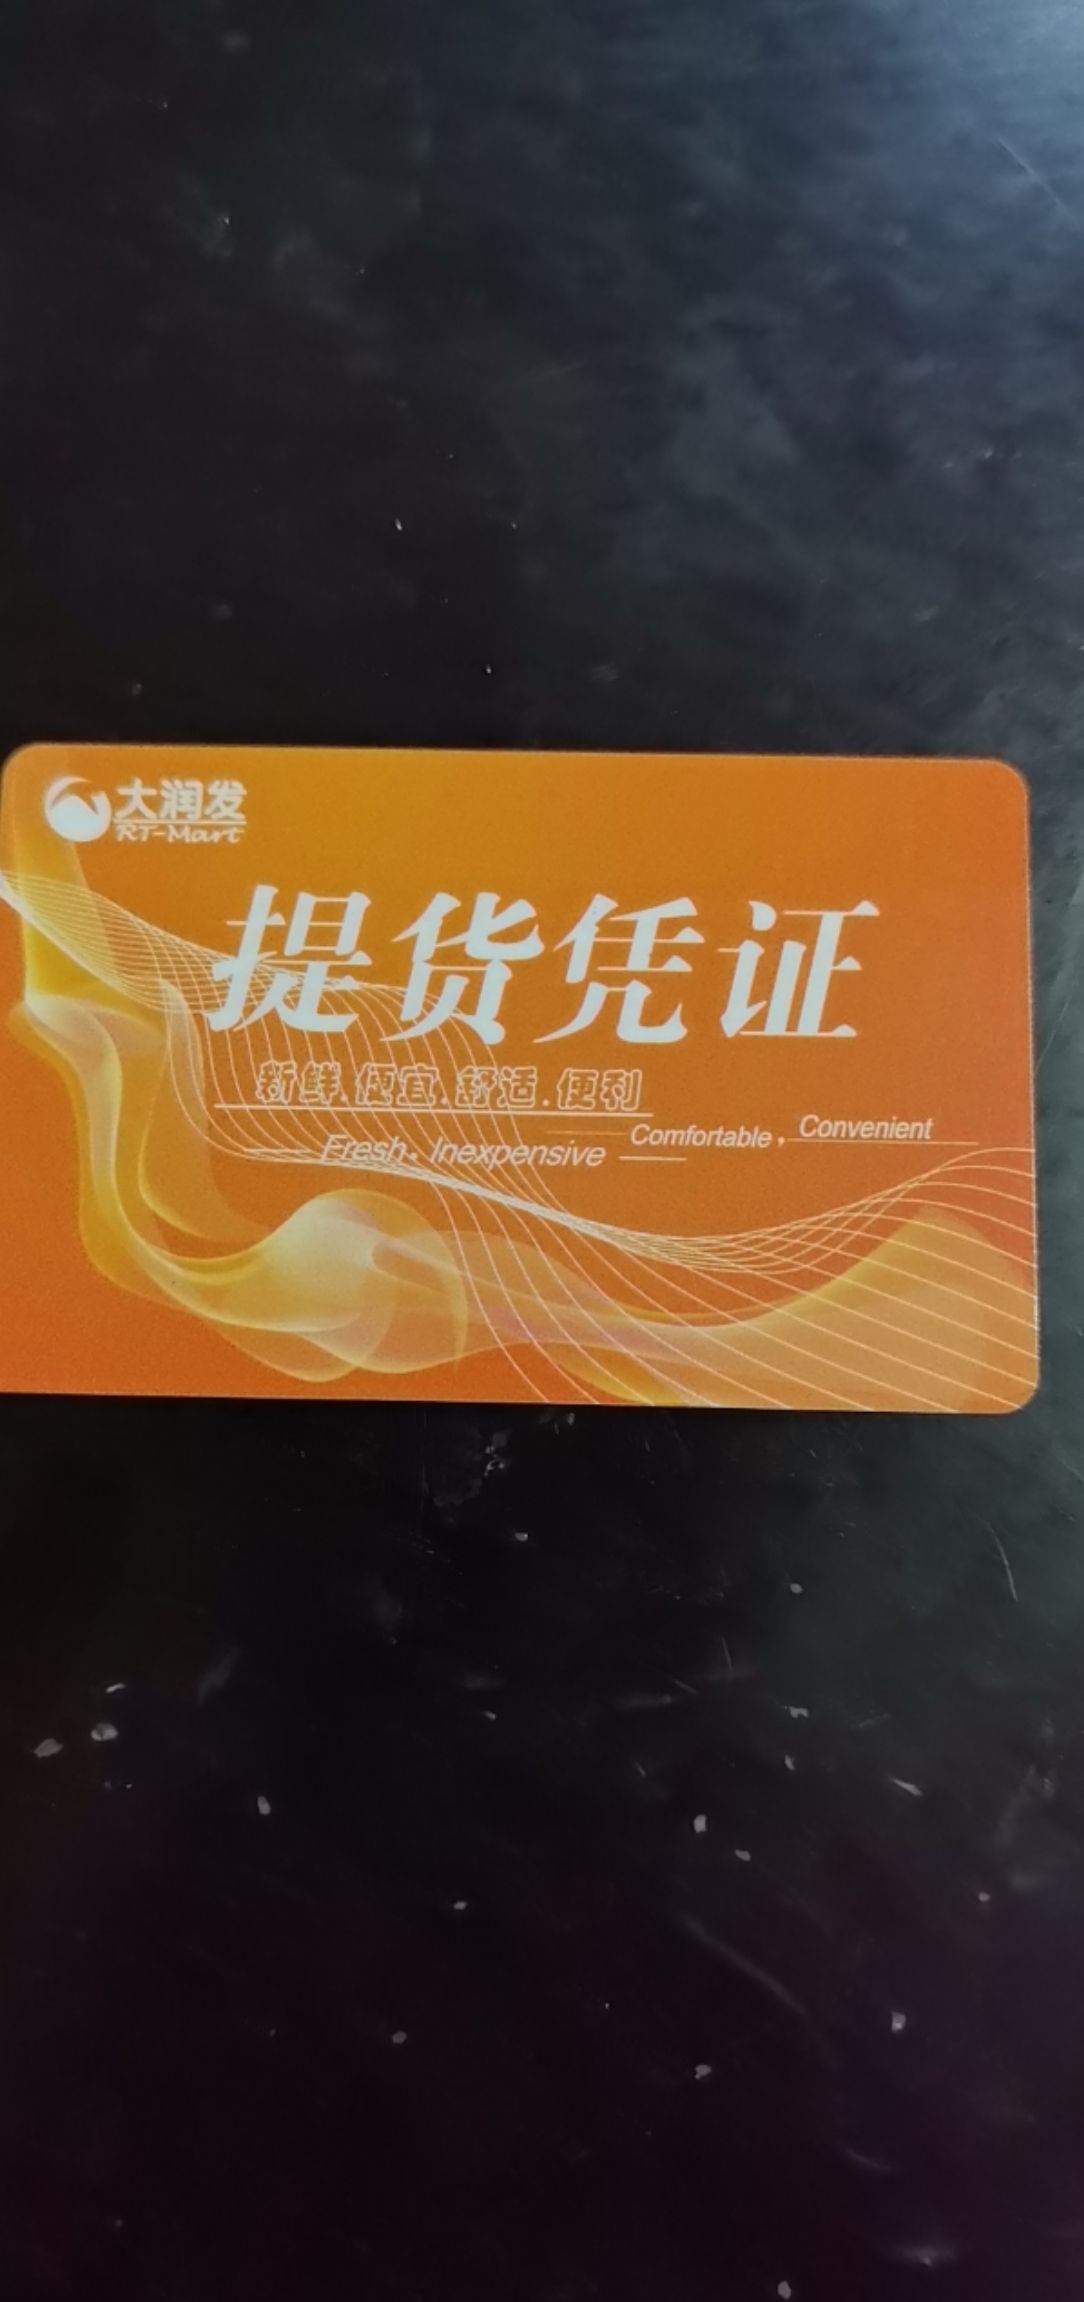 大润发
RT-Mart
提货凭证
新鲜.便宜.舒适.便利
Fresh. Inexpensive Comfortable, Convenient